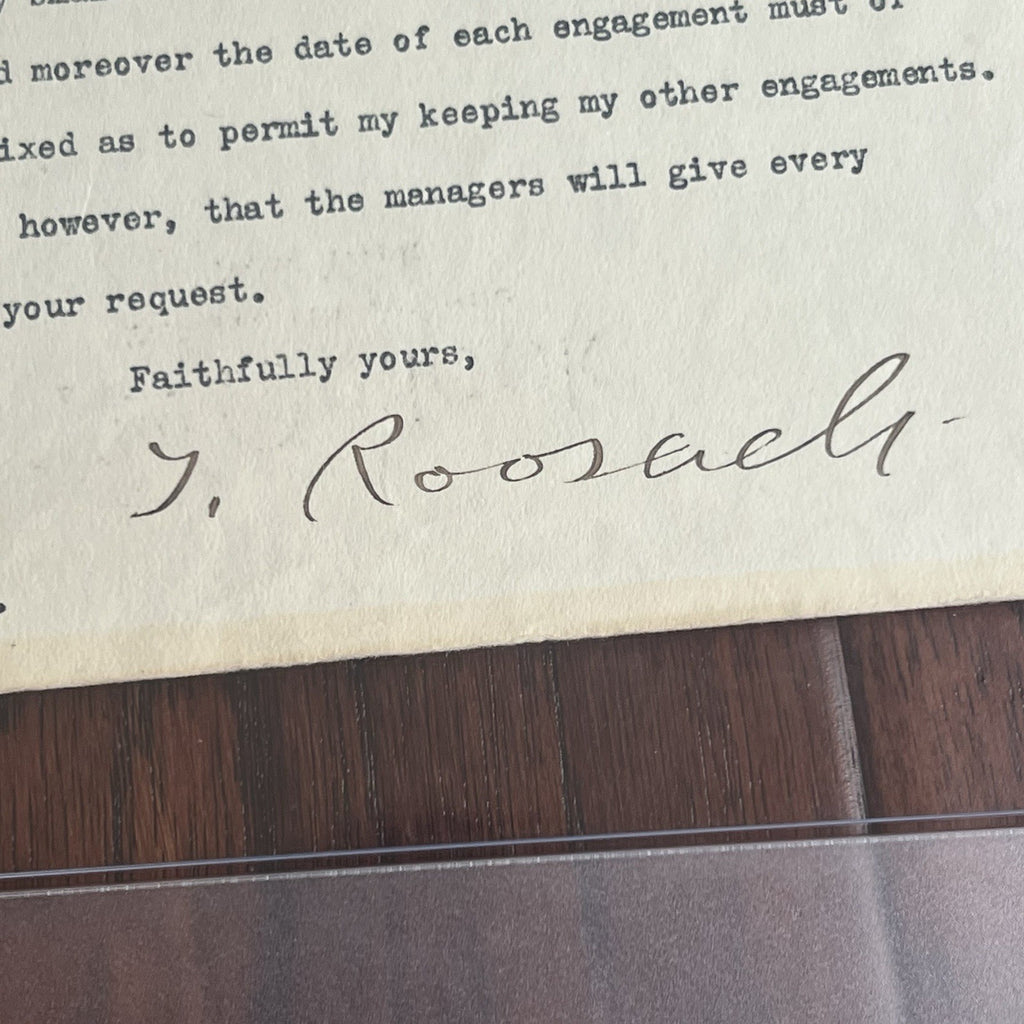 d moreover the date of each engagement must
ixed as to permit my keeping my other engagements.
however, that the managers will give every
your request.
Faithfully yours,